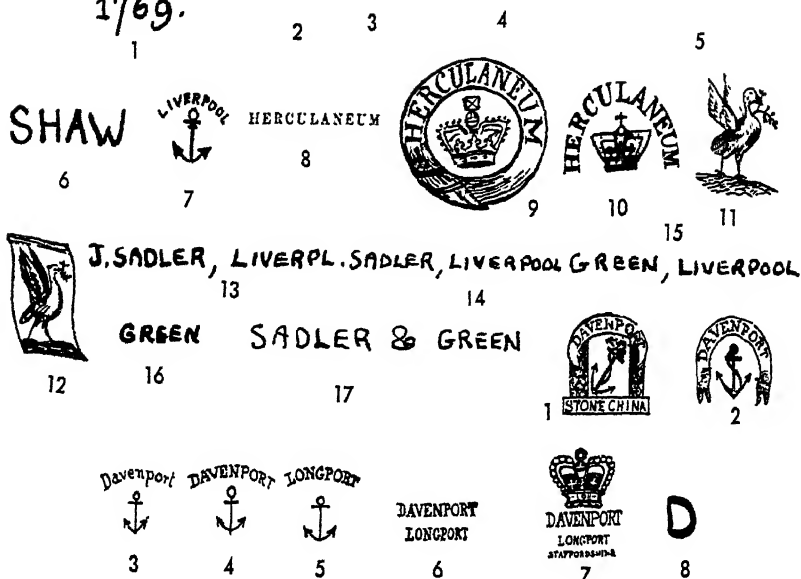 1769.
1 2 3 4 5
SHAW LIVERPOOL HERCULANEUM HERCULANEUM HERCULANEUM
6 7 8 9 10 11
15
J. SADLER, LIVERPL. SADLER, LIVERPOOL GREEN, LIVERPOOL
13 14
GREEN SADLER & GREEN DAVENPORT STONE CHINA DAVENPORT
12 16 17 1 2
Davenport DAVENPORT LONGPORT DAVENPORT LONGPORT DAVENPORT LONGPORT STAFFORDSHIRE D
3 4 5 6 7 8